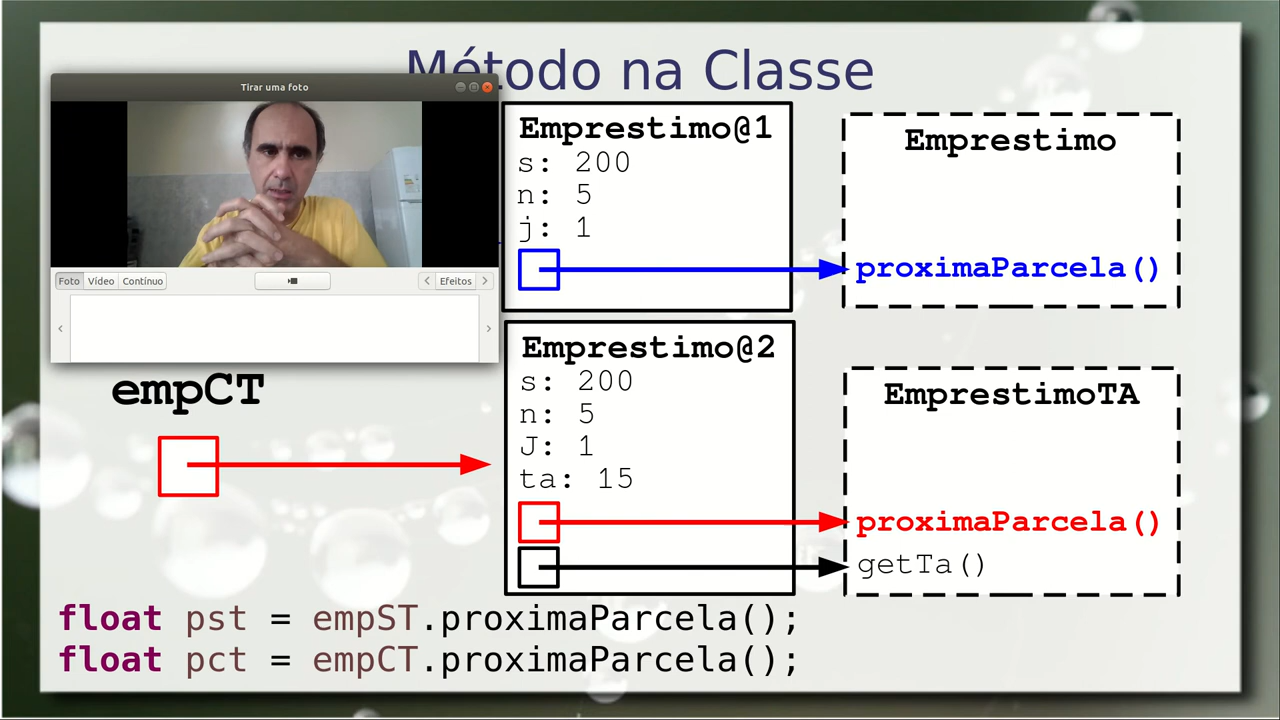 Método na Classe
Tirar uma foto
Foto Vídeo Contínuo Efeitos
Emprestimo@1
s: 200
n: 5
j: 1
Emprestimo
proximaParcela()
empCT
Emprestimo@2
s: 200
n: 5
J: 1
ta: 15
EmprestimoTA
proximaParcela()
getTa()
float pst = empST.proximaParcela();
float pct = empCT.proximaParcela();